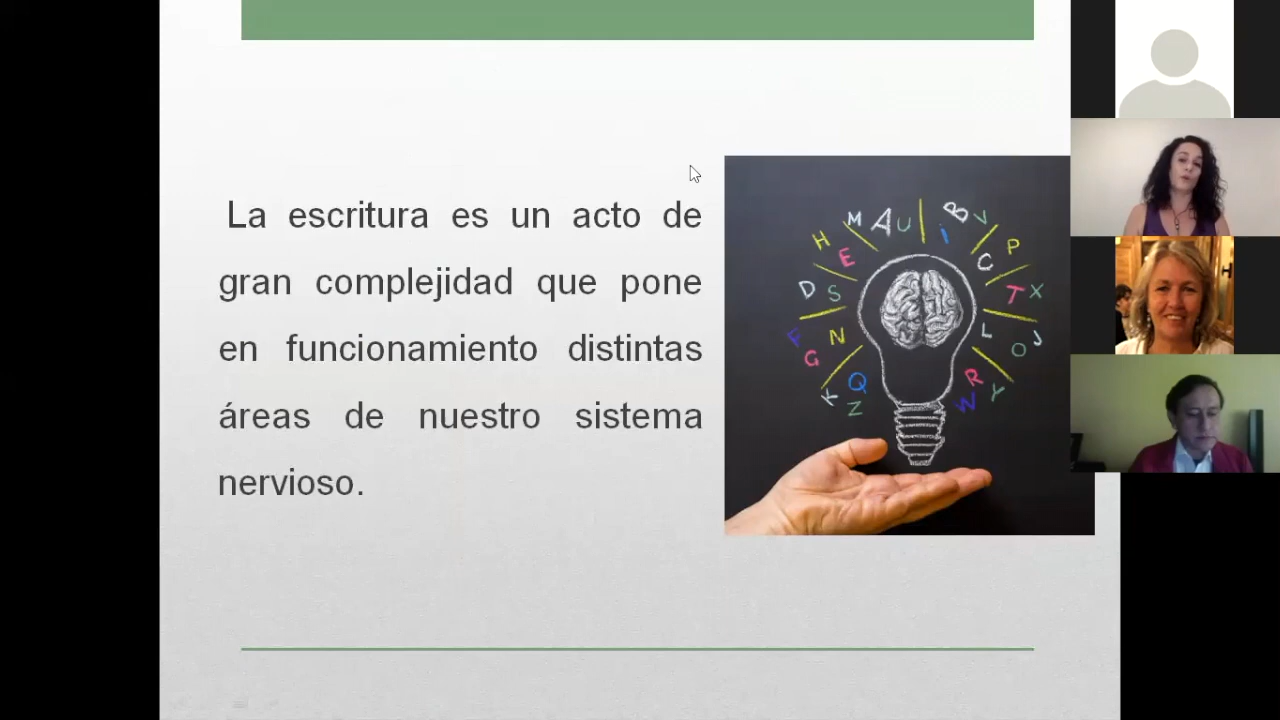 La escritura es un acto de
gran complejidad que pone
en funcionamiento distintas
áreas de nuestro sistema
nervioso.
M A U B V
H E I C P
D S T X
F G N L O J
K Q Z R W Y